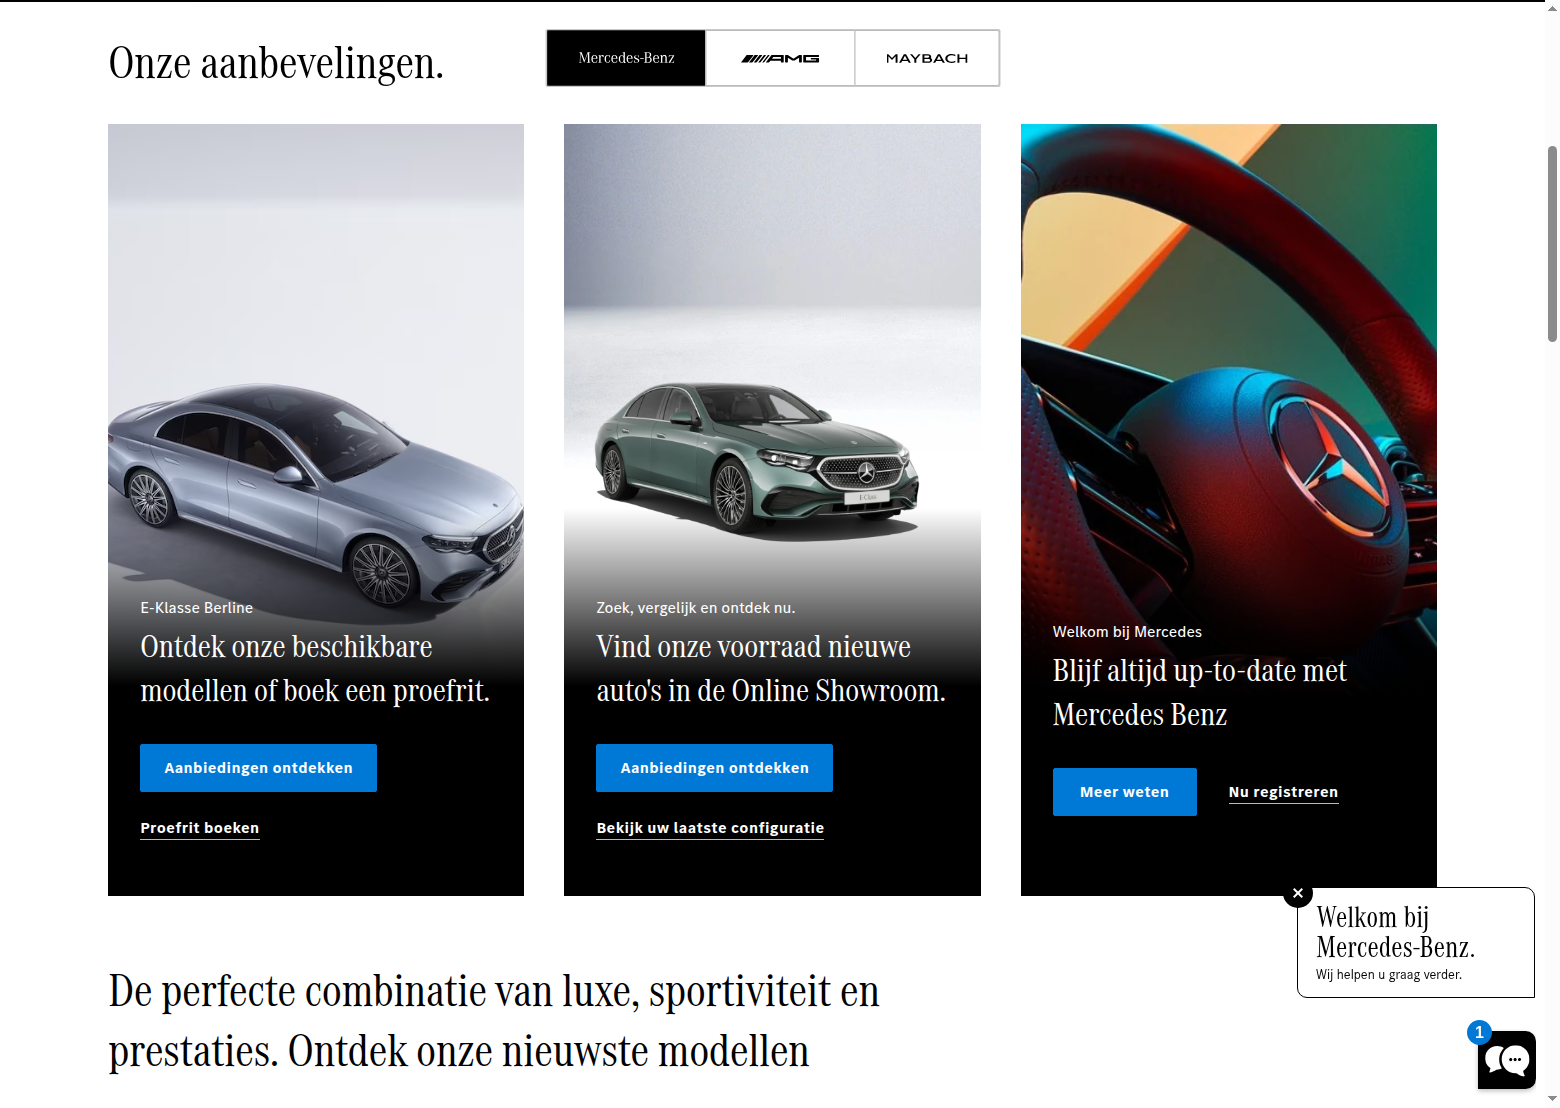 Onze aanbevelingen.
Mercedes-Benz
AMG
MAYBACH
E-Klasse Berline
Ontdek onze beschikbare
modellen of boek een proefrit.
Aanbiedingen ontdekken
Proefrit boeken
E-Class
Zoek, vergelijk en ontdek nu.
Vind onze voorraad nieuwe
auto's in de Online Showroom.
Aanbiedingen ontdekken
Bekijk uw laatste configuratie
Welkom bij Mercedes
Blijf altijd up-to-date met
Mercedes Benz
Meer weten
Nu registreren
Welkom bij
Mercedes-Benz.
Wij helpen u graag verder.
1
De perfecte combinatie van luxe, sportiviteit en
prestaties. Ontdek onze nieuwste modellen